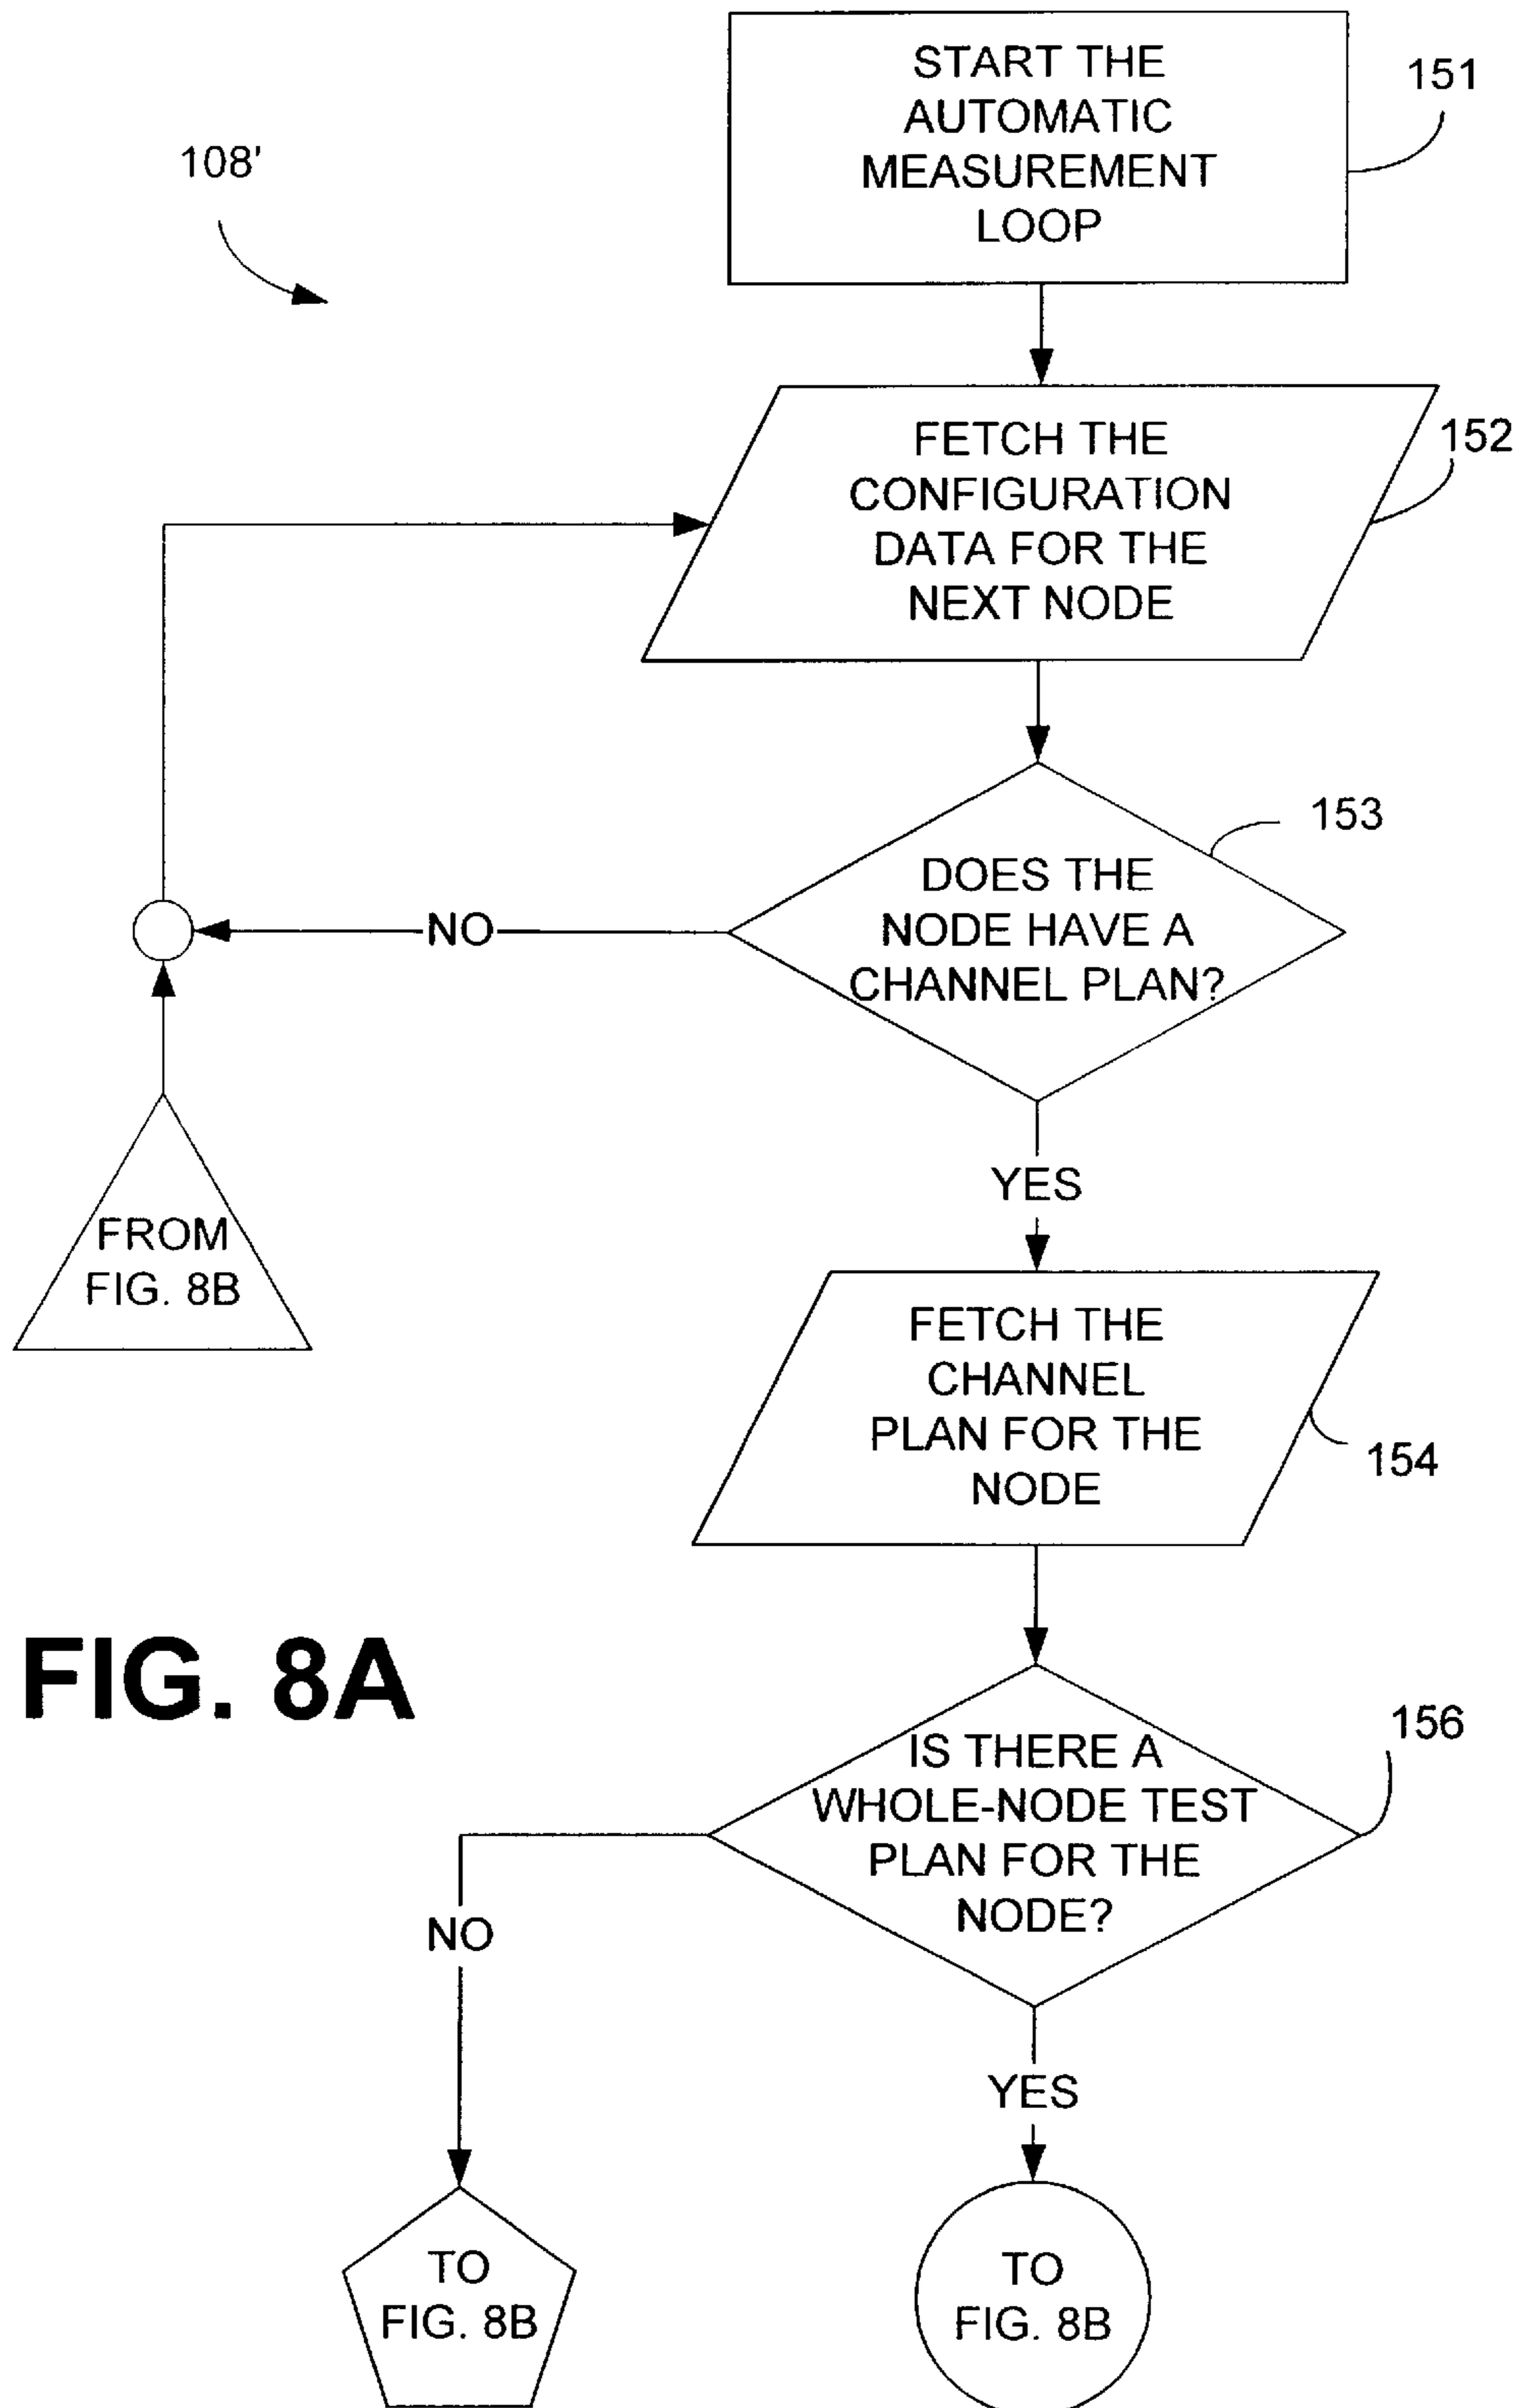 START THE
AUTOMATIC
MEASUREMENT
LOOP
151
108'
FETCH THE
CONFIGURATION
DATA FOR THE
NEXT NODE
152
DOES THE
NODE HAVE A
CHANNEL PLAN?
153
NO
YES
FROM
FIG. 8B
FETCH THE
CHANNEL
PLAN FOR THE
NODE
154
FIG. 8A
IS THERE A
WHOLE-NODE TEST
PLAN FOR THE
NODE?
156
NO
YES
TO
FIG. 8B
TO
FIG. 8B